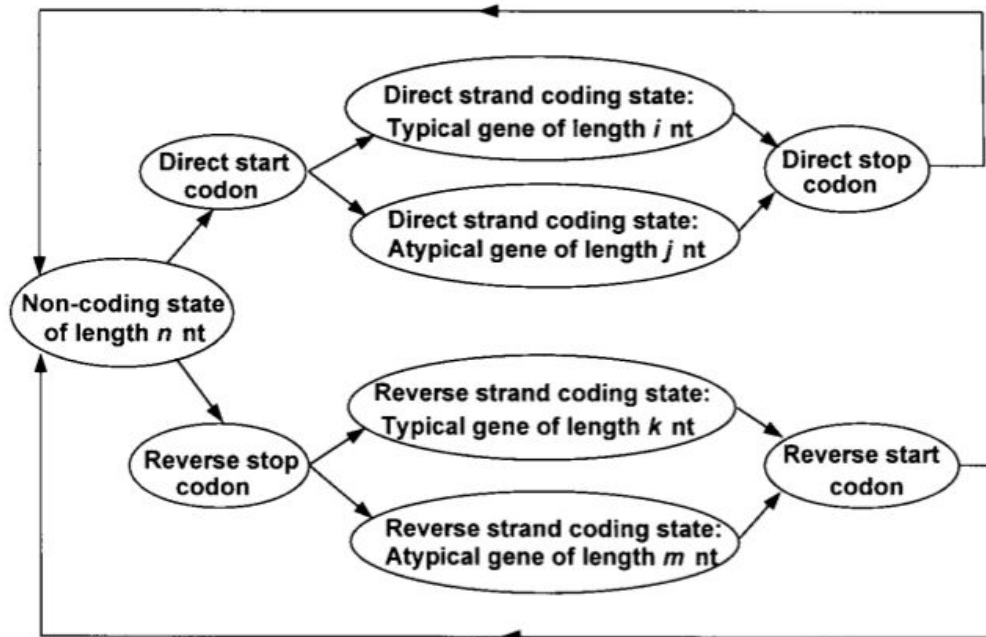 Direct strand coding state:
Typical gene of length i nt
Direct start
codon
Direct stop
codon
Direct strand coding state:
Atypical gene of length j nt
Non-coding state
of length n nt
Reverse strand coding state:
Typical gene of length k nt
Reverse stop
codon
Reverse start
codon
Reverse strand coding state:
Atypical gene of length m nt